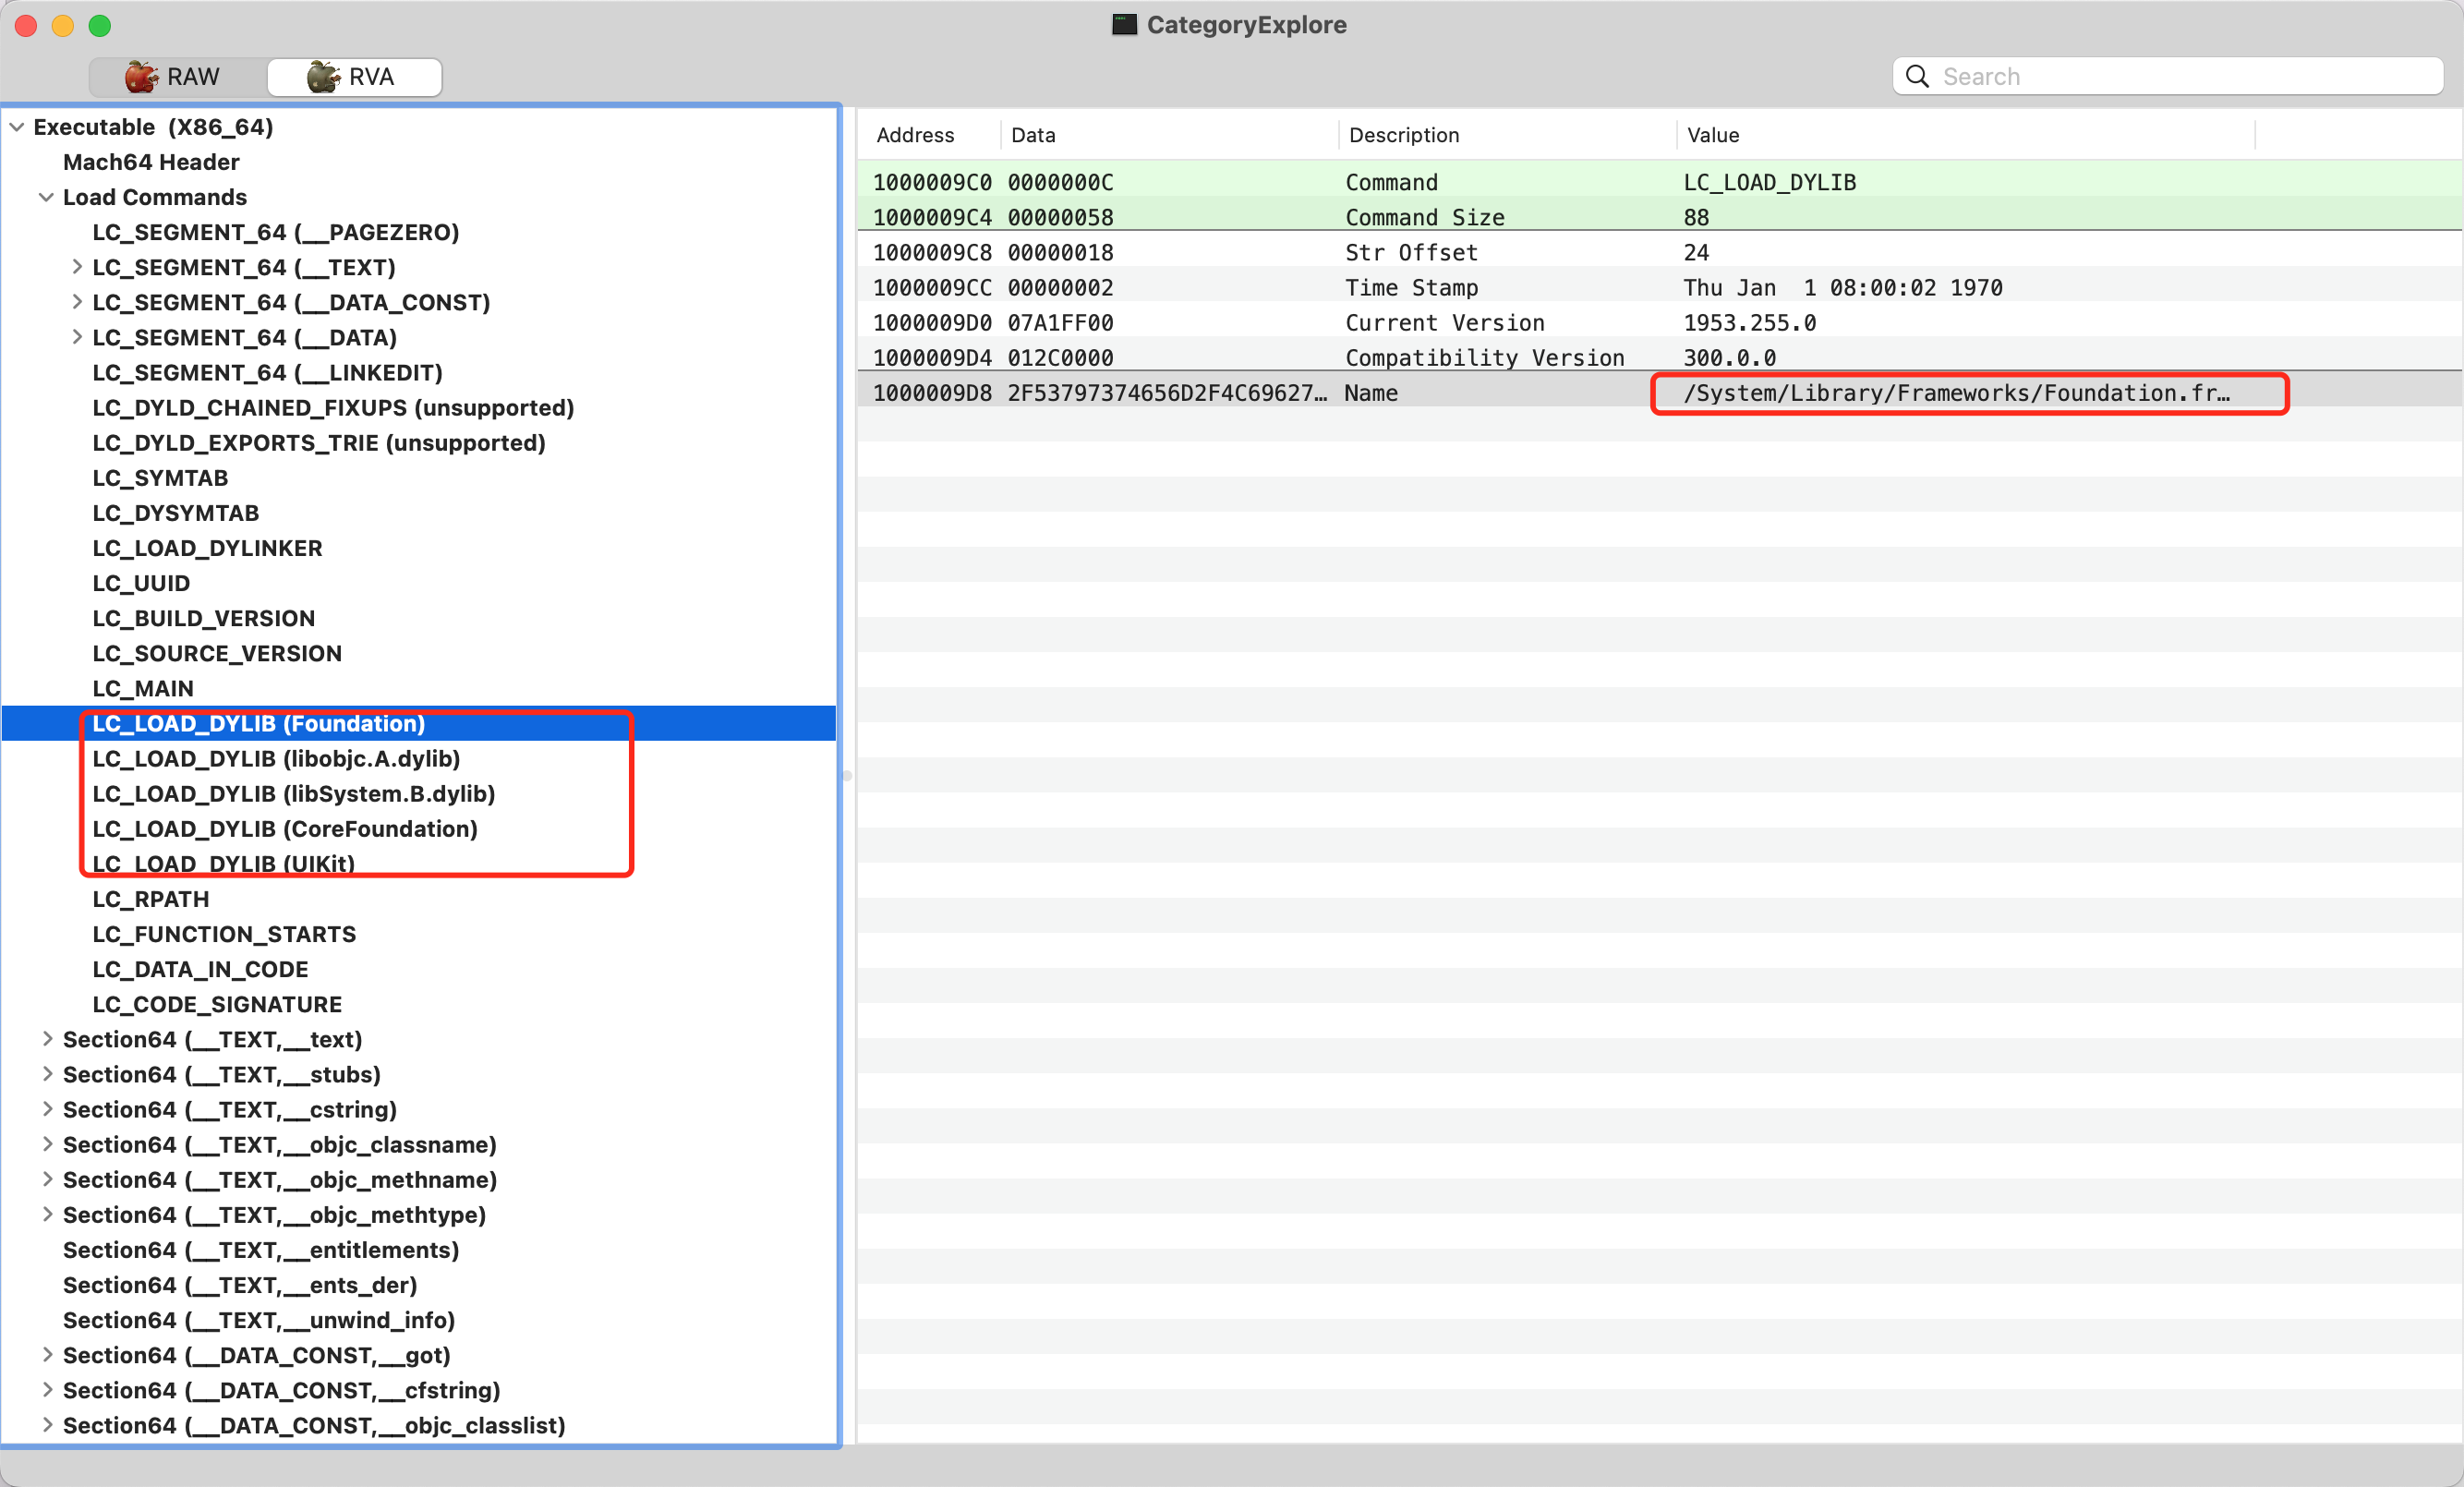 CategoryExplore
RAW
RVA
Search
Executable (X86_64)
Mach64 Header
Load Commands
LC_SEGMENT_64 (__PAGEZERO)
LC_SEGMENT_64 (__TEXT)
LC_SEGMENT_64 (__DATA_CONST)
LC_SEGMENT_64 (__DATA)
LC_SEGMENT_64 (__LINKEDIT)
LC_DYLD_CHAINED_FIXUPS (unsupported)
LC_DYLD_EXPORTS_TRIE (unsupported)
LC_SYMTAB
LC_DYSYMTAB
LC_LOAD_DYLINKER
LC_UUID
LC_BUILD_VERSION
LC_SOURCE_VERSION
LC_MAIN
LC_LOAD_DYLIB (Foundation)
LC_LOAD_DYLIB (libobjc.A.dylib)
LC_LOAD_DYLIB (libSystem.B.dylib)
LC_LOAD_DYLIB (CoreFoundation)
LC_LOAD_DYLIB (UIKit)
LC_RPATH
LC_FUNCTION_STARTS
LC_DATA_IN_CODE
LC_CODE_SIGNATURE
Section64 (__TEXT,__text)
Section64 (__TEXT,__stubs)
Section64 (__TEXT,__cstring)
Section64 (__TEXT,__objc_classname)
Section64 (__TEXT,__objc_methname)
Section64 (__TEXT,__objc_methtype)
Section64 (__TEXT,__entitlements)
Section64 (__TEXT,__ents_der)
Section64 (__TEXT,__unwind_info)
Section64 (__DATA_CONST,__got)
Section64 (__DATA_CONST,__cfstring)
Section64 (__DATA_CONST,__objc_classlist)
Address Data Description Value
1000009C0 0000000C Command LC_LOAD_DYLIB
1000009C4 00000058 Command Size 88
1000009C8 00000018 Str Offset 24
1000009CC 00000002 Time Stamp Thu Jan  1 08:00:02 1970
1000009D0 07A1FF00 Current Version 1953.255.0
1000009D4 012C0000 Compatibility Version 300.0.0
1000009D8 2F53797374656D2F4C69627… Name /System/Library/Frameworks/Foundation.fr…